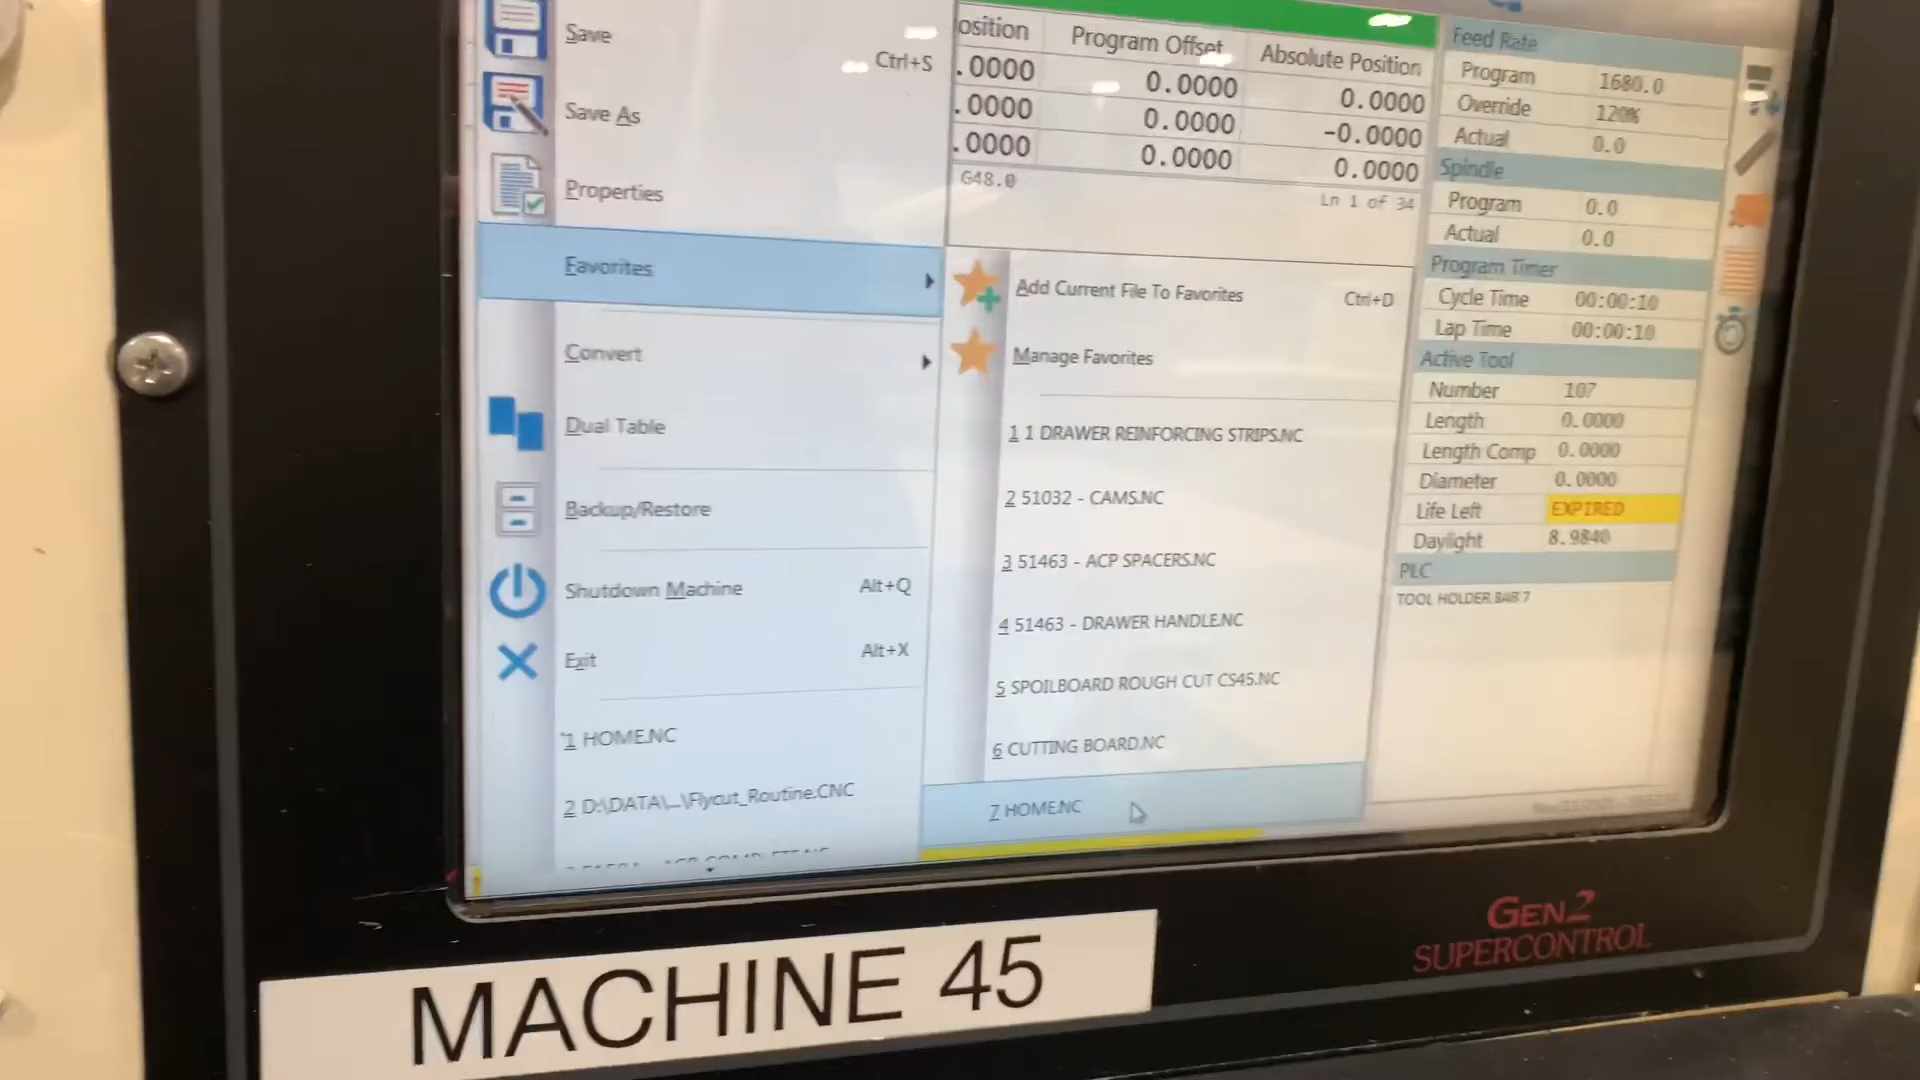 Save
Ctrl+S
Save As
Properties
Favorites
Convert
Dual Table
Backup/Restore
Shutdown Machine Alt+Q
Exit Alt+X
1 HOME.NC
2 D:\DATA\...\Flycut_Routine.CNC
osition Program Offset Absolute Position
.0000 0.0000 0.0000
.0000 0.0000 -0.0000
.0000 0.0000 0.0000
G48.0
Ln 1 of 34
Add Current File To Favorites Ctrl+D
Manage Favorites
1 1 DRAWER REINFORCING STRIPS.NC
2 51032 - CAMS.NC
3 51463 - ACP SPACERS.NC
4 51463 - DRAWER HANDLE.NC
5 SPOILBOARD ROUGH CUT CS45.NC
6 CUTTING BOARD.NC
7 HOME.NC
Feed Rate
Program 1680.0
Override 120%
Actual 0.0
Spindle
Program 0.0
Actual 0.0
Program Timer
Cycle Time 00:00:10
Lap Time 00:00:10
Active Tool
Number 107
Length 0.0000
Length Comp 0.0000
Diameter 0.0000
Life Left EXPIRED
Daylight 8.9840
PLC
TOOL HOLDER BAR 7
GEN2
SUPERCONTROL
MACHINE 45